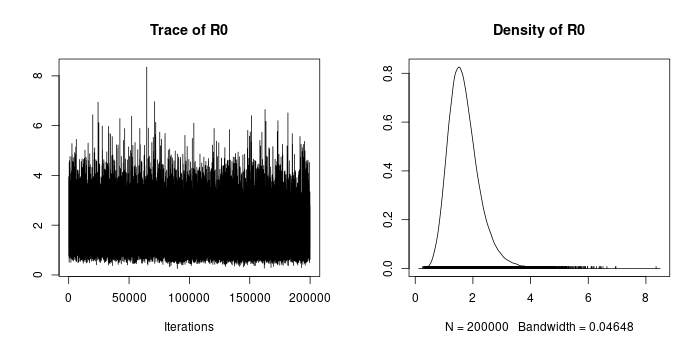 Trace of R0
8
6
4
2
0
0 50000 100000 150000 200000
Iterations
Density of R0
0.8
0.6
0.4
0.2
0.0
0 2 4 6 8
N = 200000 Bandwidth = 0.04648